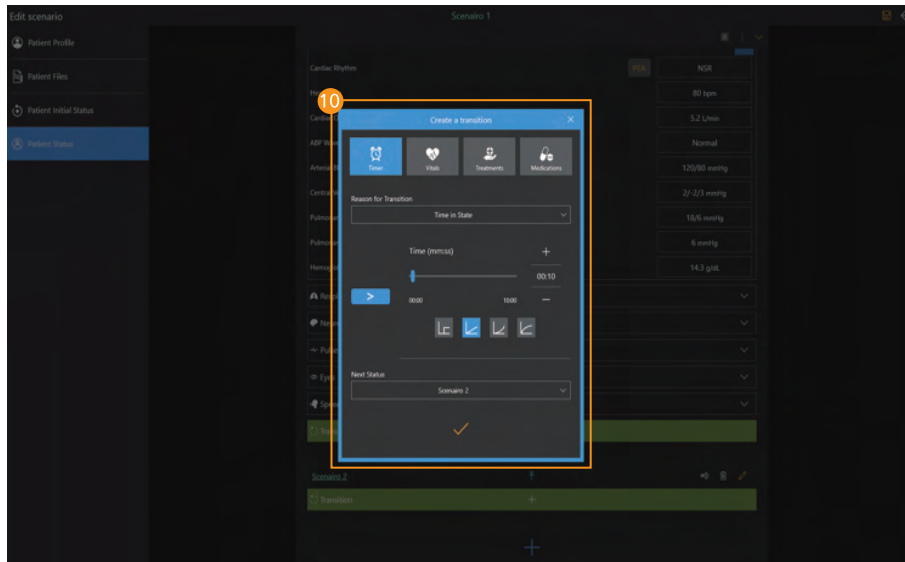 Edit scenario
Scenairo 1
Patient Profile
Patient Files
Patient Initial Status
Patient Status
Cardiac Rhythm
PEA
NSR
80 bpm
10
5.2 L/min
Create a transition
ABP
Normal
Timer
Vitals
Treatments
Medications
120/80 mmHg
2/-2/3 mmHg
Reason for Transition
Time in State
18/6 mmHg
6 mmHg
Time (mm:ss)
00:10
14.3 g/dL
00:00
10:00
Eyes
Next Status
Scenairo 2
Scenairo 2
Transition